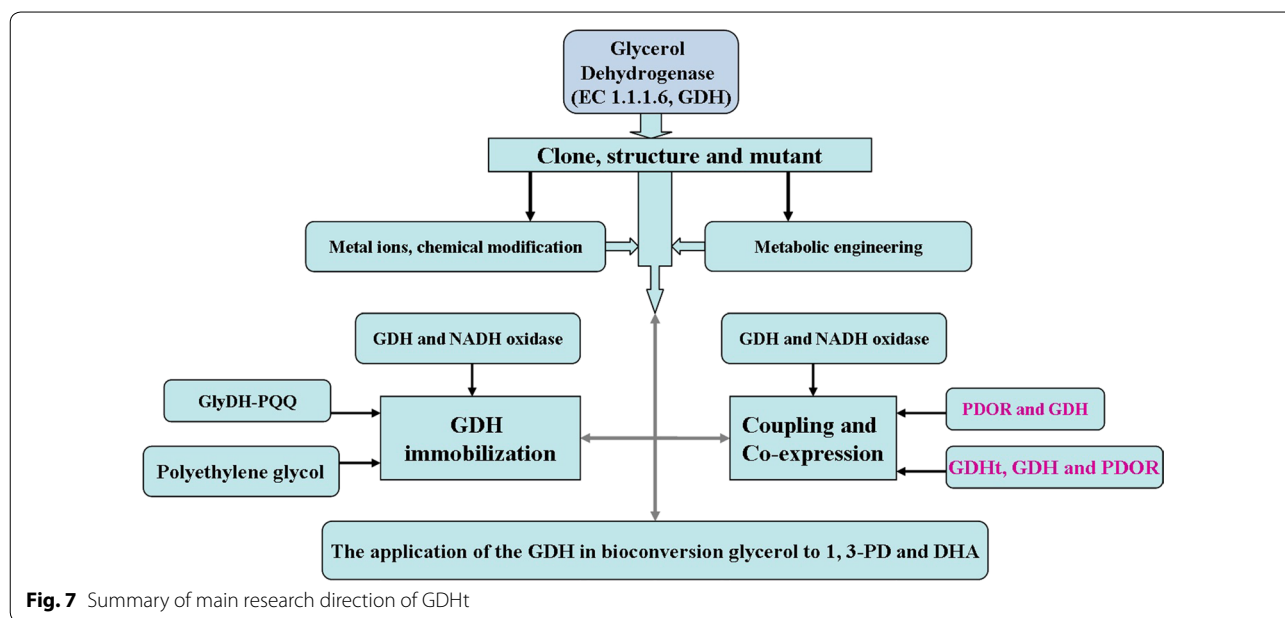 Glycerol
Dehydrogenase
(EC 1.1.1.6, GDH)
Clone, structure and mutant
Metal ions, chemical modification
Metabolic engineering
GDH and NADH oxidase
GDH and NADH oxidase
GlyDH-PQQ
Polyethylene glycol
GDH
immobilization
Coupling and
Co-expression
PDOR and GDH
GDHt, GDH and PDOR
The application of the GDH in bioconversion glycerol to 1, 3-PD and DHA
Fig. 7 Summary of main research direction of GDHt